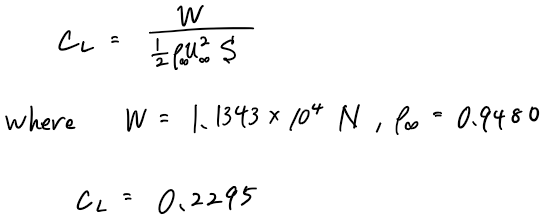 C_L = W / (½ ρ∞ U∞² S)
where W = 1.1343 × 10⁴ N, ρ∞ = 0.9480
C_L = 0.2295